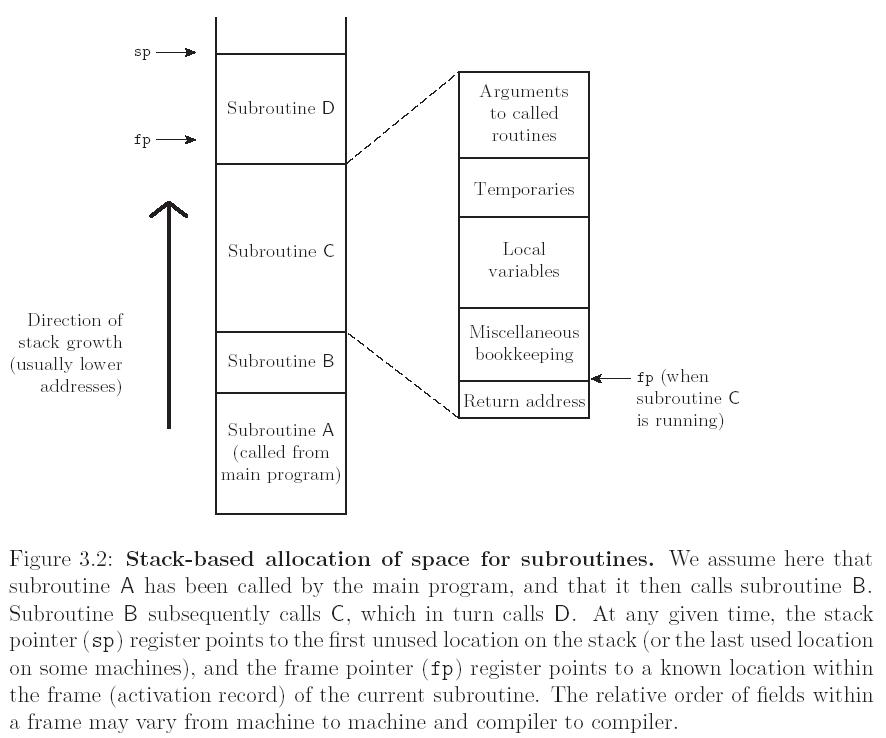 sp
Subroutine D
fp
Subroutine C
Direction of
stack growth
(usually lower
addresses)
Subroutine B
Subroutine A
(called from
main program)
Arguments
to called
routines
Temporaries
Local
variables
Miscellaneous
bookkeeping
Return address
fp (when
subroutine C
is running)
Figure 3.2: Stack-based allocation of space for subroutines. We assume here that
subroutine A has been called by the main program, and that it then calls subroutine B.
Subroutine B subsequently calls C, which in turn calls D. At any given time, the stack
pointer (sp) register points to the first unused location on the stack (or the last used location
on some machines), and the frame pointer (fp) register points to a known location within
the frame (activation record) of the current subroutine. The relative order of fields within
a frame may vary from machine to machine and compiler to compiler.